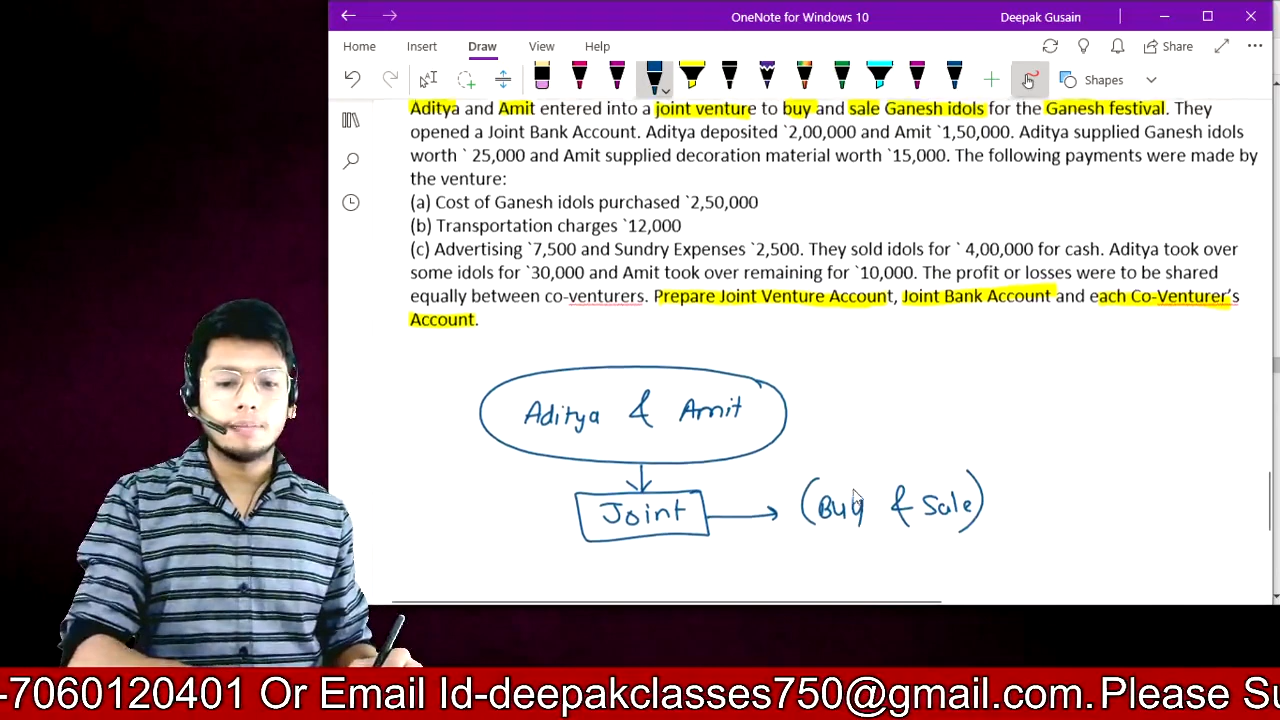 OneNote for Windows 10
Deepak Gusain
Home Insert Draw View Help
Share
Shapes
Aditya and Amit entered into a joint venture to buy and sale Ganesh idols for the Ganesh festival. They
opened a Joint Bank Account. Aditya deposited `2,00,000 and Amit `1,50,000. Aditya supplied Ganesh idols
worth ` 25,000 and Amit supplied decoration material worth `15,000. The following payments were made by
the venture:
(a) Cost of Ganesh idols purchased `2,50,000
(b) Transportation charges `12,000
(c) Advertising `7,500 and Sundry Expenses `2,500. They sold idols for ` 4,00,000 for cash. Aditya took over
some idols for `30,000 and Amit took over remaining for `10,000. The profit or losses were to be shared
equally between co-venturers. Prepare Joint Venture Account, Joint Bank Account and each Co-Venturer’s
Account.
Aditya & Amit
Joint
(Buy & Sale)
-7060120401 Or Email Id-deepakclasses750@gmail.com. Please Su